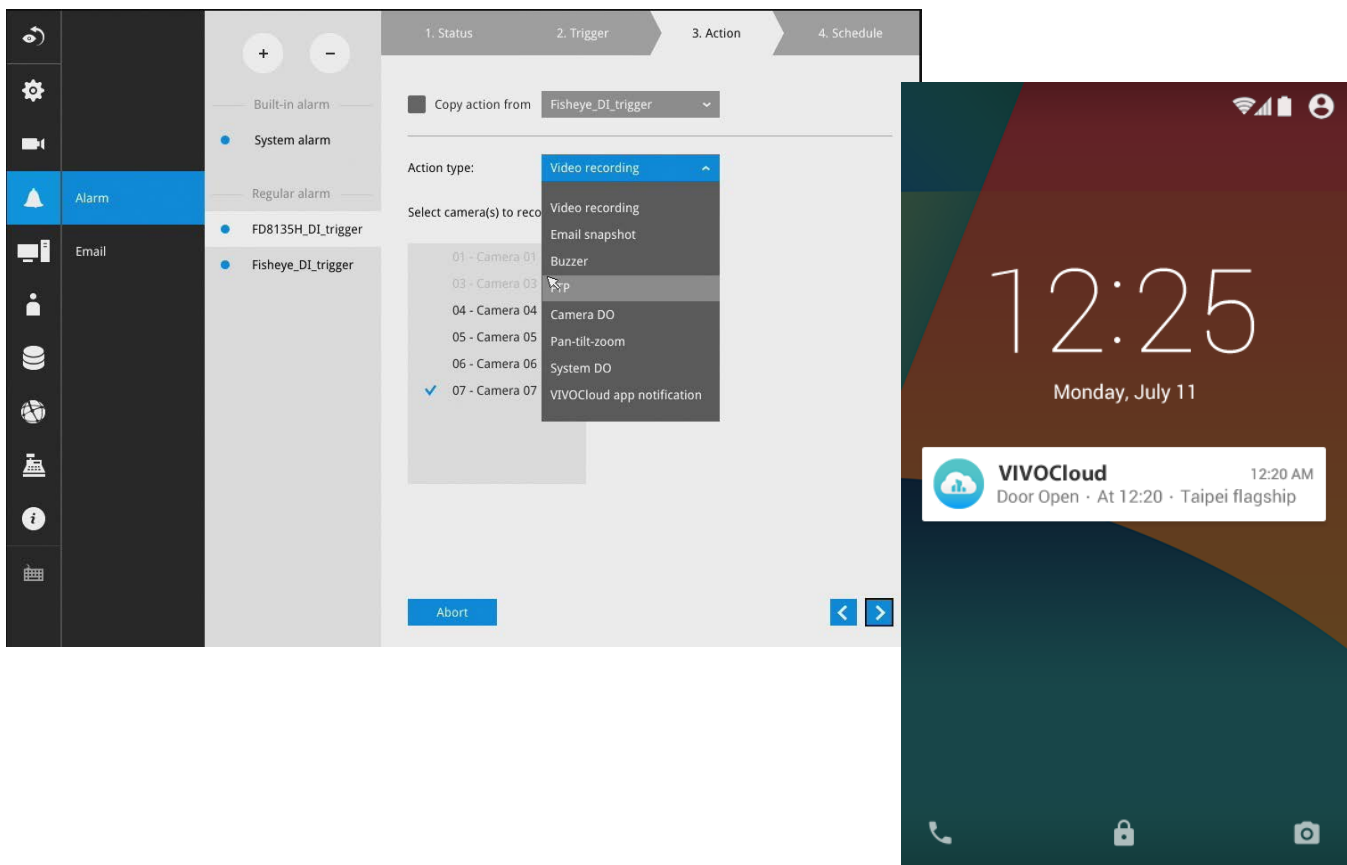 1. Status
2. Trigger
3. Action
4. Schedule
+
-
Built-in alarm
System alarm
Regular alarm
FD8135H_DI_trigger
Fisheye_DI_trigger
Alarm
Email
Copy action from
Fisheye_DI_trigger
Action type:
Video recording
Select camera(s) to reco
01 - Camera 01
03 - Camera 03
04 - Camera 04
05 - Camera 05
06 - Camera 06
07 - Camera 07
Video recording
Email snapshot
Buzzer
FTP
Camera DO
Pan-tilt-zoom
System DO
VIVOCloud app notification
Abort
12:25
Monday, July 11
VIVOCloud 12:20 AM
Door Open · At 12:20 · Taipei flagship